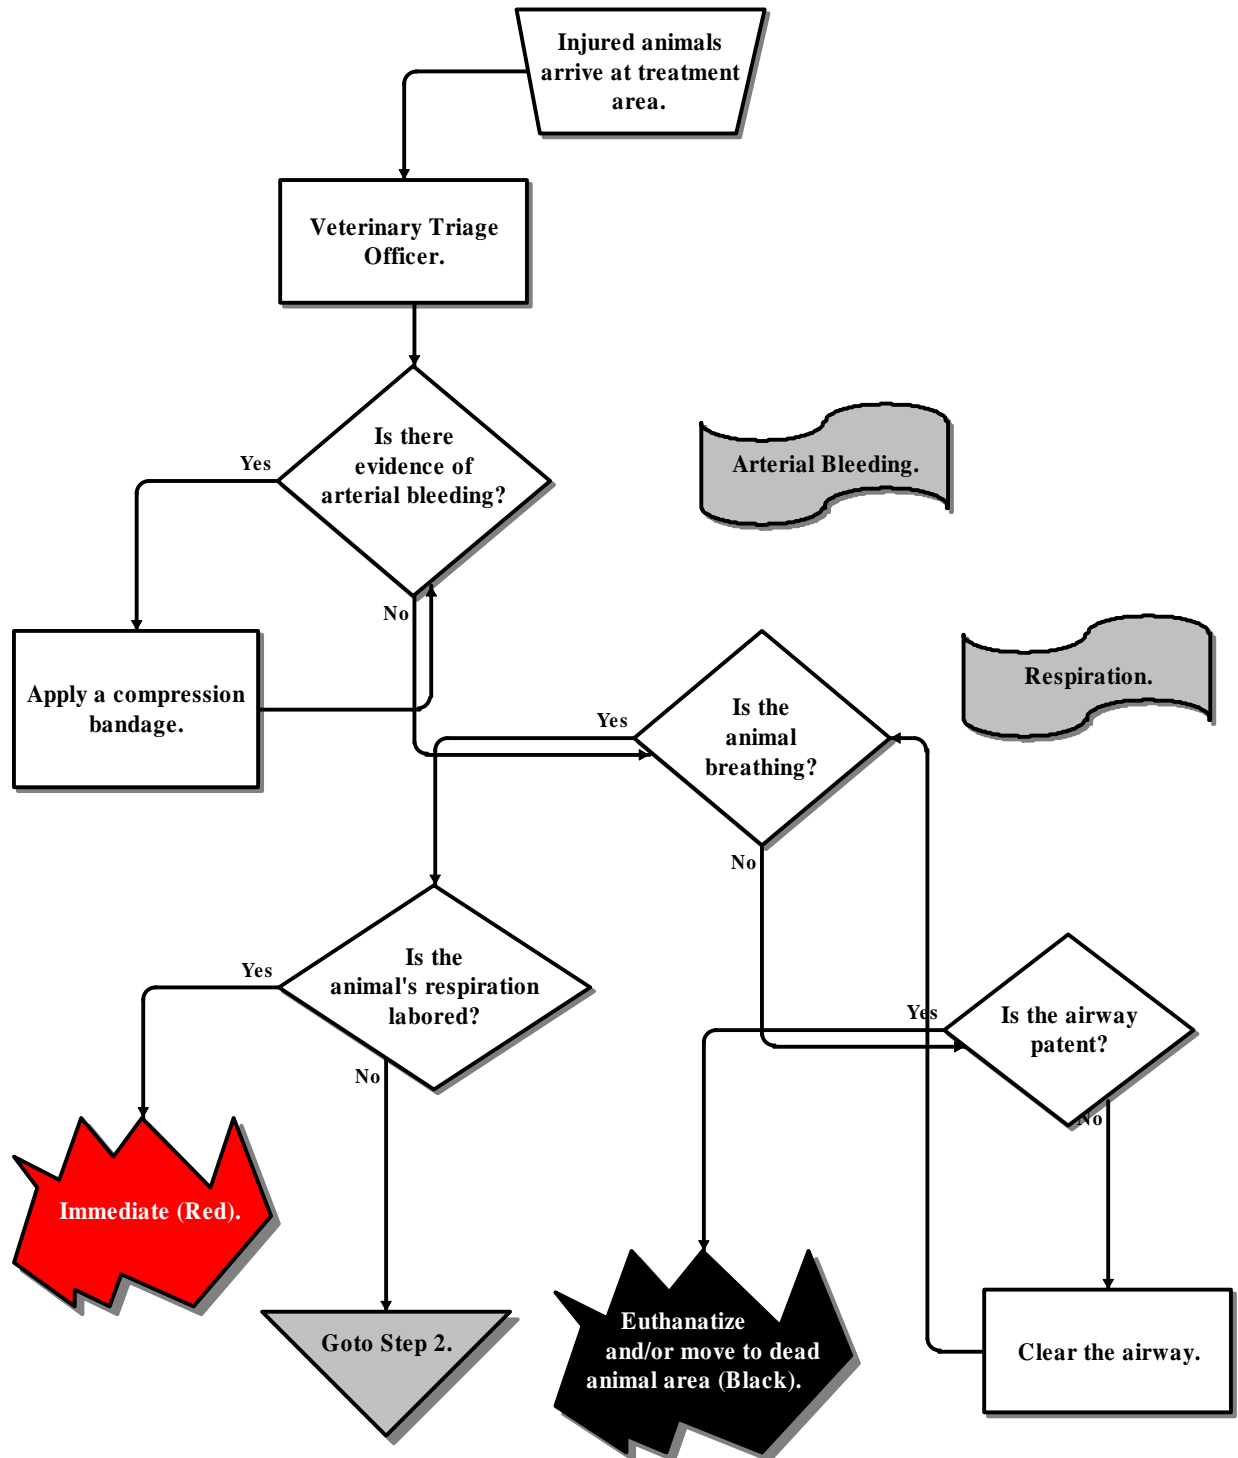 Injured animals
arrive at treatment
area.
Veterinary Triage
Officer.
Is there
evidence of
arterial bleeding?
Yes
No
Arterial Bleeding.
Apply a compression
bandage.
Respiration.
Is the
animal
breathing?
Yes
No
Is the
animal's respiration
labored?
Yes
No
Is the airway
patent?
Yes
No
Immediate (Red).
Goto Step 2.
Euthanatize
and/or move to dead
animal area (Black).
Clear the airway.